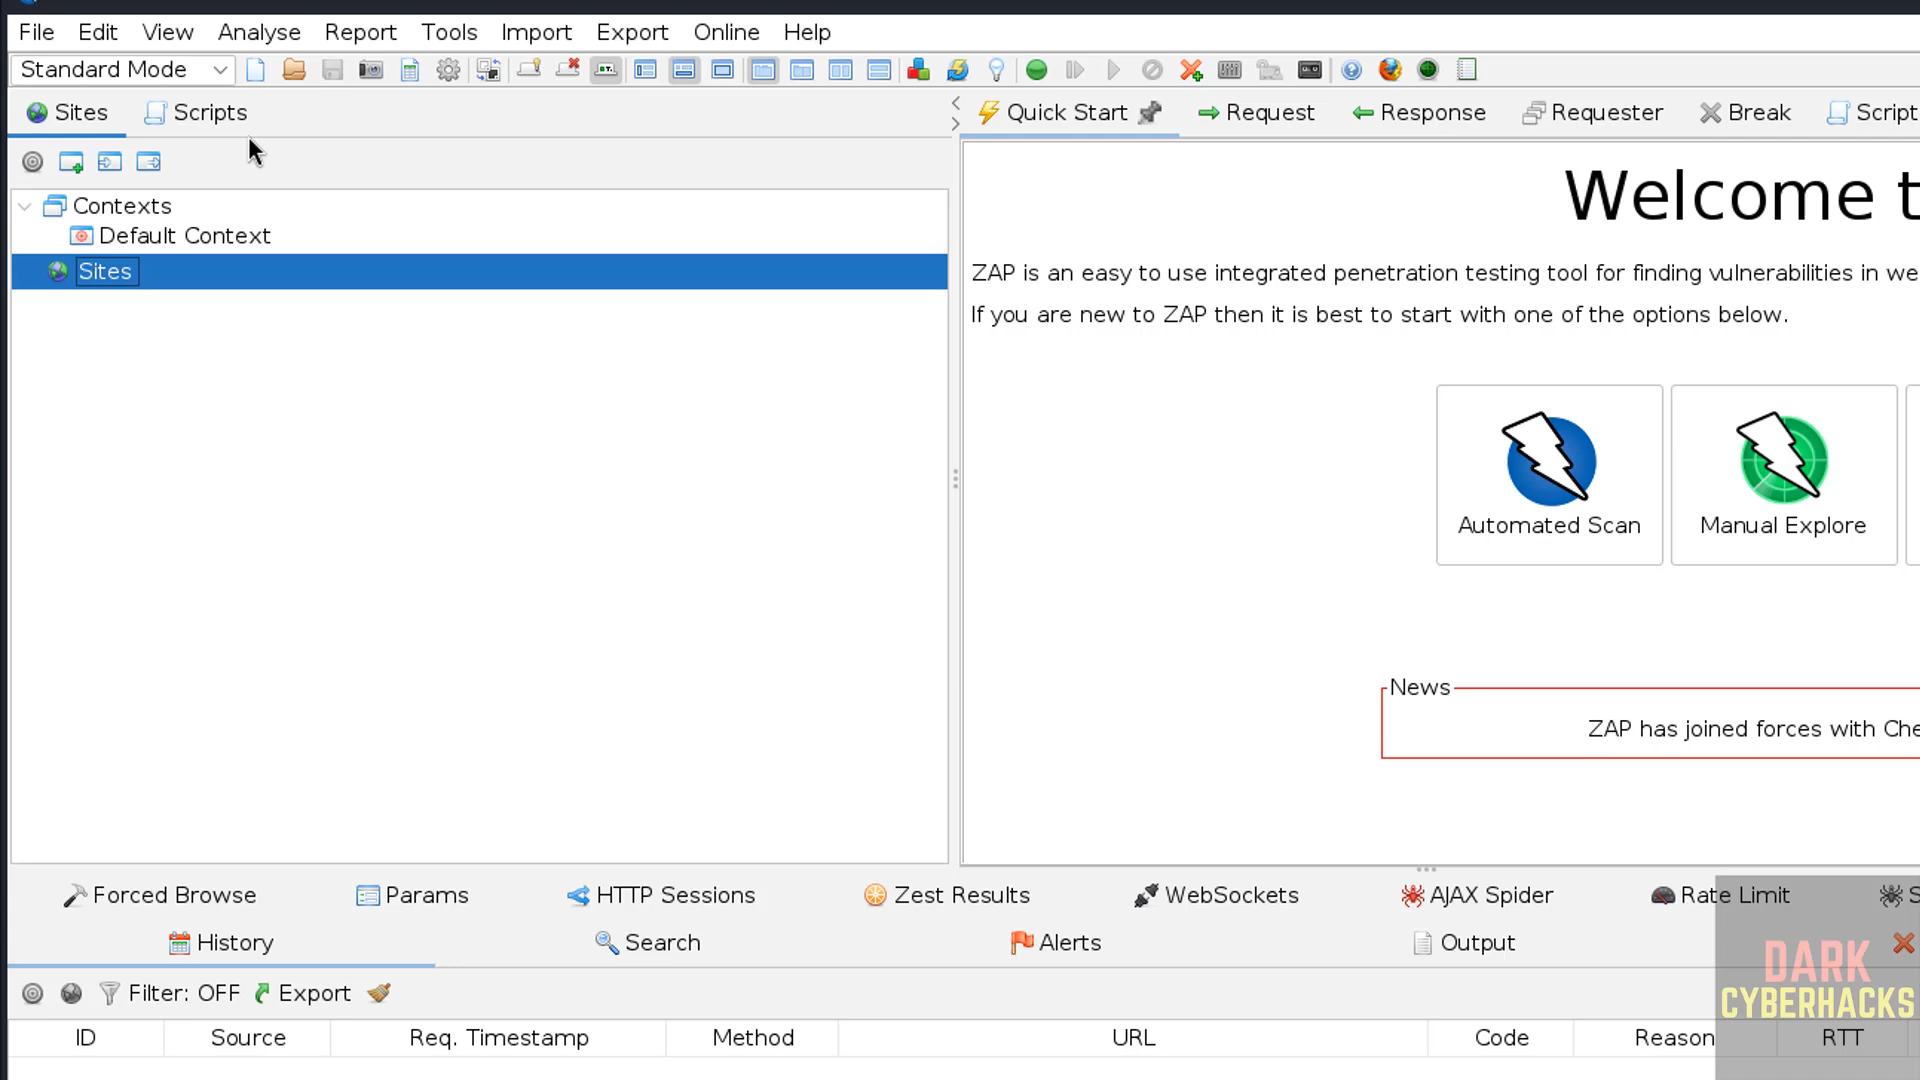 File Edit View Analyse Report Tools Import Export Online Help
Standard Mode
Sites Scripts
Quick Start Request Response Requester Break Script
Contexts
Default Context
Sites
Welcome t
ZAP is an easy to use integrated penetration testing tool for finding vulnerabilities in we
If you are new to ZAP then it is best to start with one of the options below.
Automated Scan Manual Explore
News
ZAP has joined forces with Che
Forced Browse Params HTTP Sessions Zest Results WebSockets AJAX Spider Rate Limit S
History Search Alerts Output
Filter: OFF Export
ID Source Req. Timestamp Method URL Code Reason RTT
DARK
CYBERHACKS